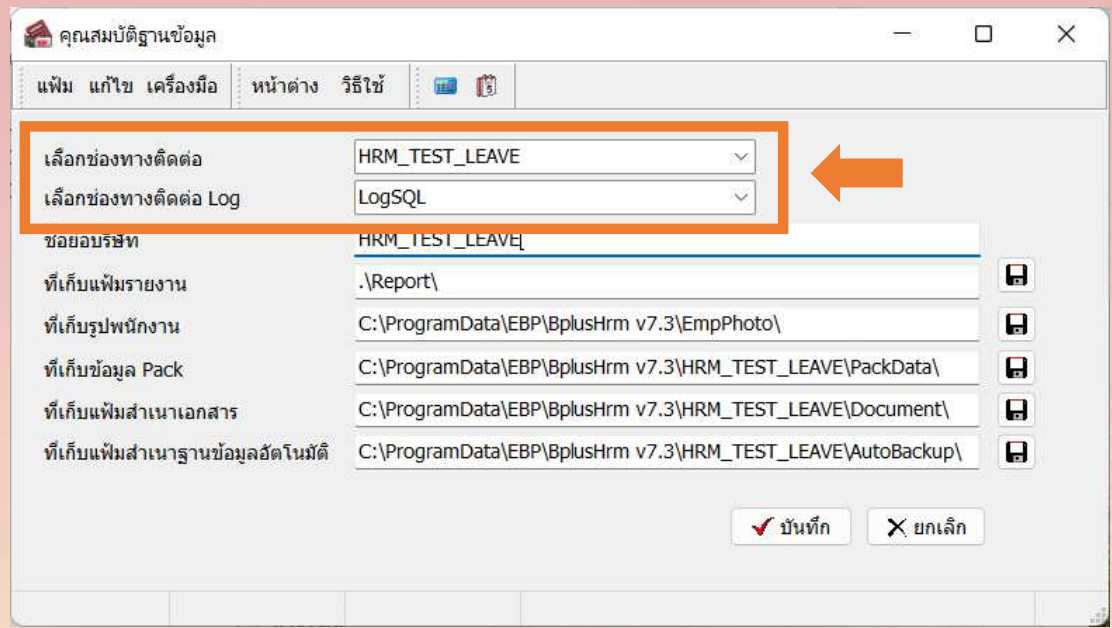 คุณสมบัติฐานข้อมูล
แฟ้ม แก้ไข เครื่องมือ หน้าต่าง วิธีใช้
เลือกช่องทางติดต่อ HRM_TEST_LEAVE
เลือกช่องทางติดต่อ Log LogSQL
ชื่อย่อบริษัท HRM_TEST_LEAVE
ที่เก็บแฟ้มรายงาน .\Report\
ที่เก็บรูปพนักงาน C:\ProgramData\EBP\BplusHrm v7.3\EmpPhoto\
ที่เก็บข้อมูล Pack C:\ProgramData\EBP\BplusHrm v7.3\HRM_TEST_LEAVE\PackData\
ที่เก็บแฟ้มสำเนาเอกสาร C:\ProgramData\EBP\BplusHrm v7.3\HRM_TEST_LEAVE\Document\
ที่เก็บแฟ้มสำเนาฐานข้อมูลอัตโนมัติ C:\ProgramData\EBP\BplusHrm v7.3\HRM_TEST_LEAVE\AutoBackup\
บันทึก ยกเลิก